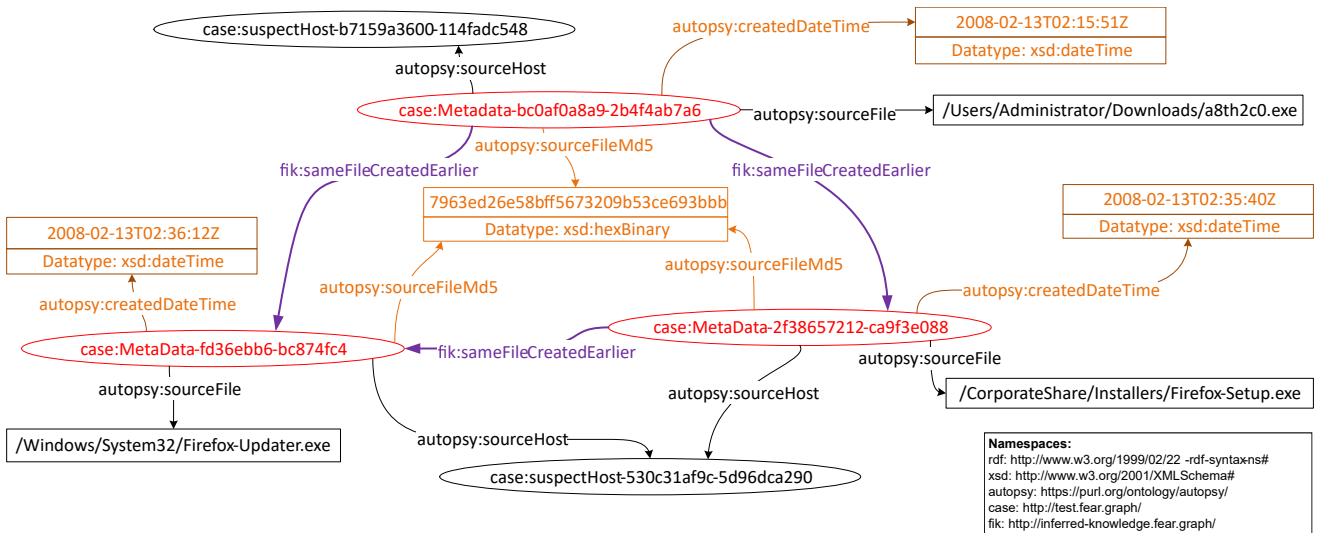 case:suspectHost-b7159a3600-114fadc548
autopsy:createdDateTime
2008-02-13T02:15:51Z
Datatype: xsd:dateTime
autopsy:sourceHost
case:Metadata-bc0af0a8a9-2b4f4ab7a6
autopsy:sourceFile
/Users/Administrator/Downloads/a8th2c0.exe
autopsy:sourceFileMd5
fik:sameFileCreatedEarlier
fik:sameFileCreatedEarlier
7963ed26e58bff5673209b53ce693bbb
Datatype: xsd:hexBinary
2008-02-13T02:35:40Z
Datatype: xsd:dateTime
2008-02-13T02:36:12Z
Datatype: xsd:dateTime
autopsy:sourceFileMd5
autopsy:sourceFileMd5
autopsy:createdDateTime
autopsy:createdDateTime
case:MetaData-2f38657212-ca9f3e088
case:MetaData-fd36ebb6-bc874fc4
fik:sameFileCreatedEarlier
autopsy:sourceFile
autopsy:sourceFile
autopsy:sourceHost
/CorporateShare/Installers/Firefox-Setup.exe
/Windows/System32/Firefox-Updater.exe
autopsy:sourceHost
case:suspectHost-530c31af9c-5d96dca290
Namespaces:
rdf: http://www.w3.org/1999/02/22 -rdf-syntax-ns#
xsd: http://www.w3.org/2001/XMLSchema#
autopsy: https://purl.org/ontology/autopsy/
case: http://test.fear.graph/
fik: http://inferred-knowledge.fear.graph/